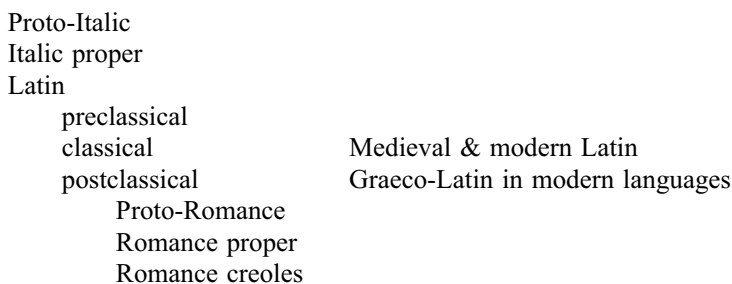 Proto-Italic
Italic proper
Latin
preclassical
classical Medieval & modern Latin
postclassical Graeco-Latin in modern languages
Proto-Romance
Romance proper
Romance creoles